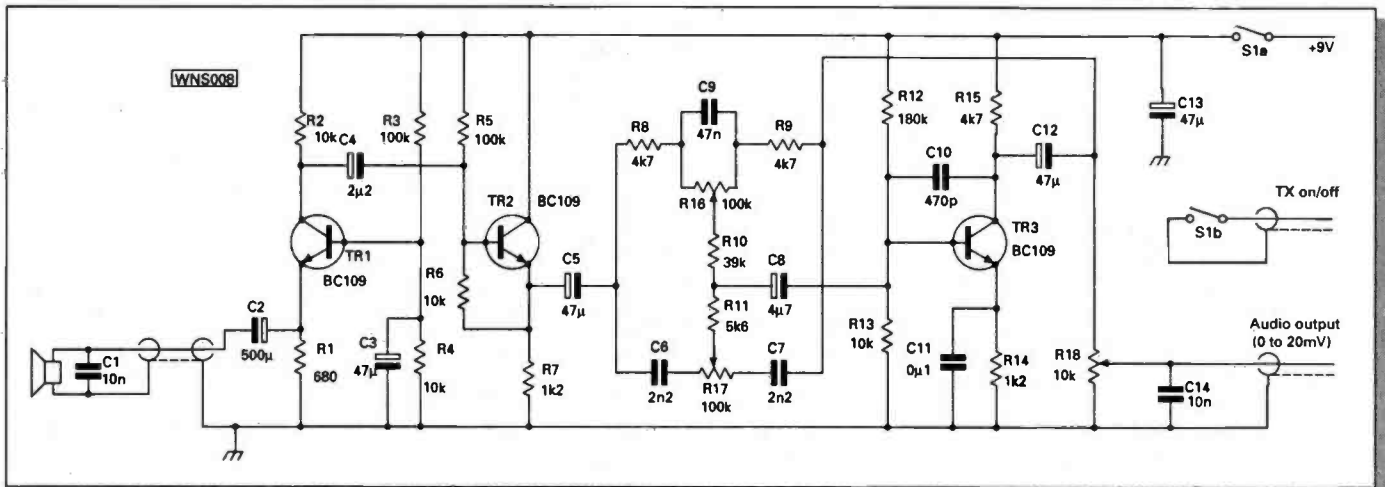 WNS008
S1a
+9V
R2
10k
C4
2µ2
R3
100k
R5
100k
C9
47n
R8
4k7
R9
4k7
R16
100k
R12
180k
R15
4k7
C12
47µ
C13
47µ
C10
470p
TX on/off
S1b
TR1
BC109
TR2
BC109
TR3
BC109
R6
10k
C5
47µ
R10
39k
C8
4µ7
R11
5k6
C2
500µ
C1
10n
R1
680
C3
47µ
R4
10k
R7
1k2
C6
2n2
R17
100k
C7
2n2
R13
10k
C11
0µ1
R14
1k2
R18
10k
Audio output
(0 to 20mV)
C14
10n